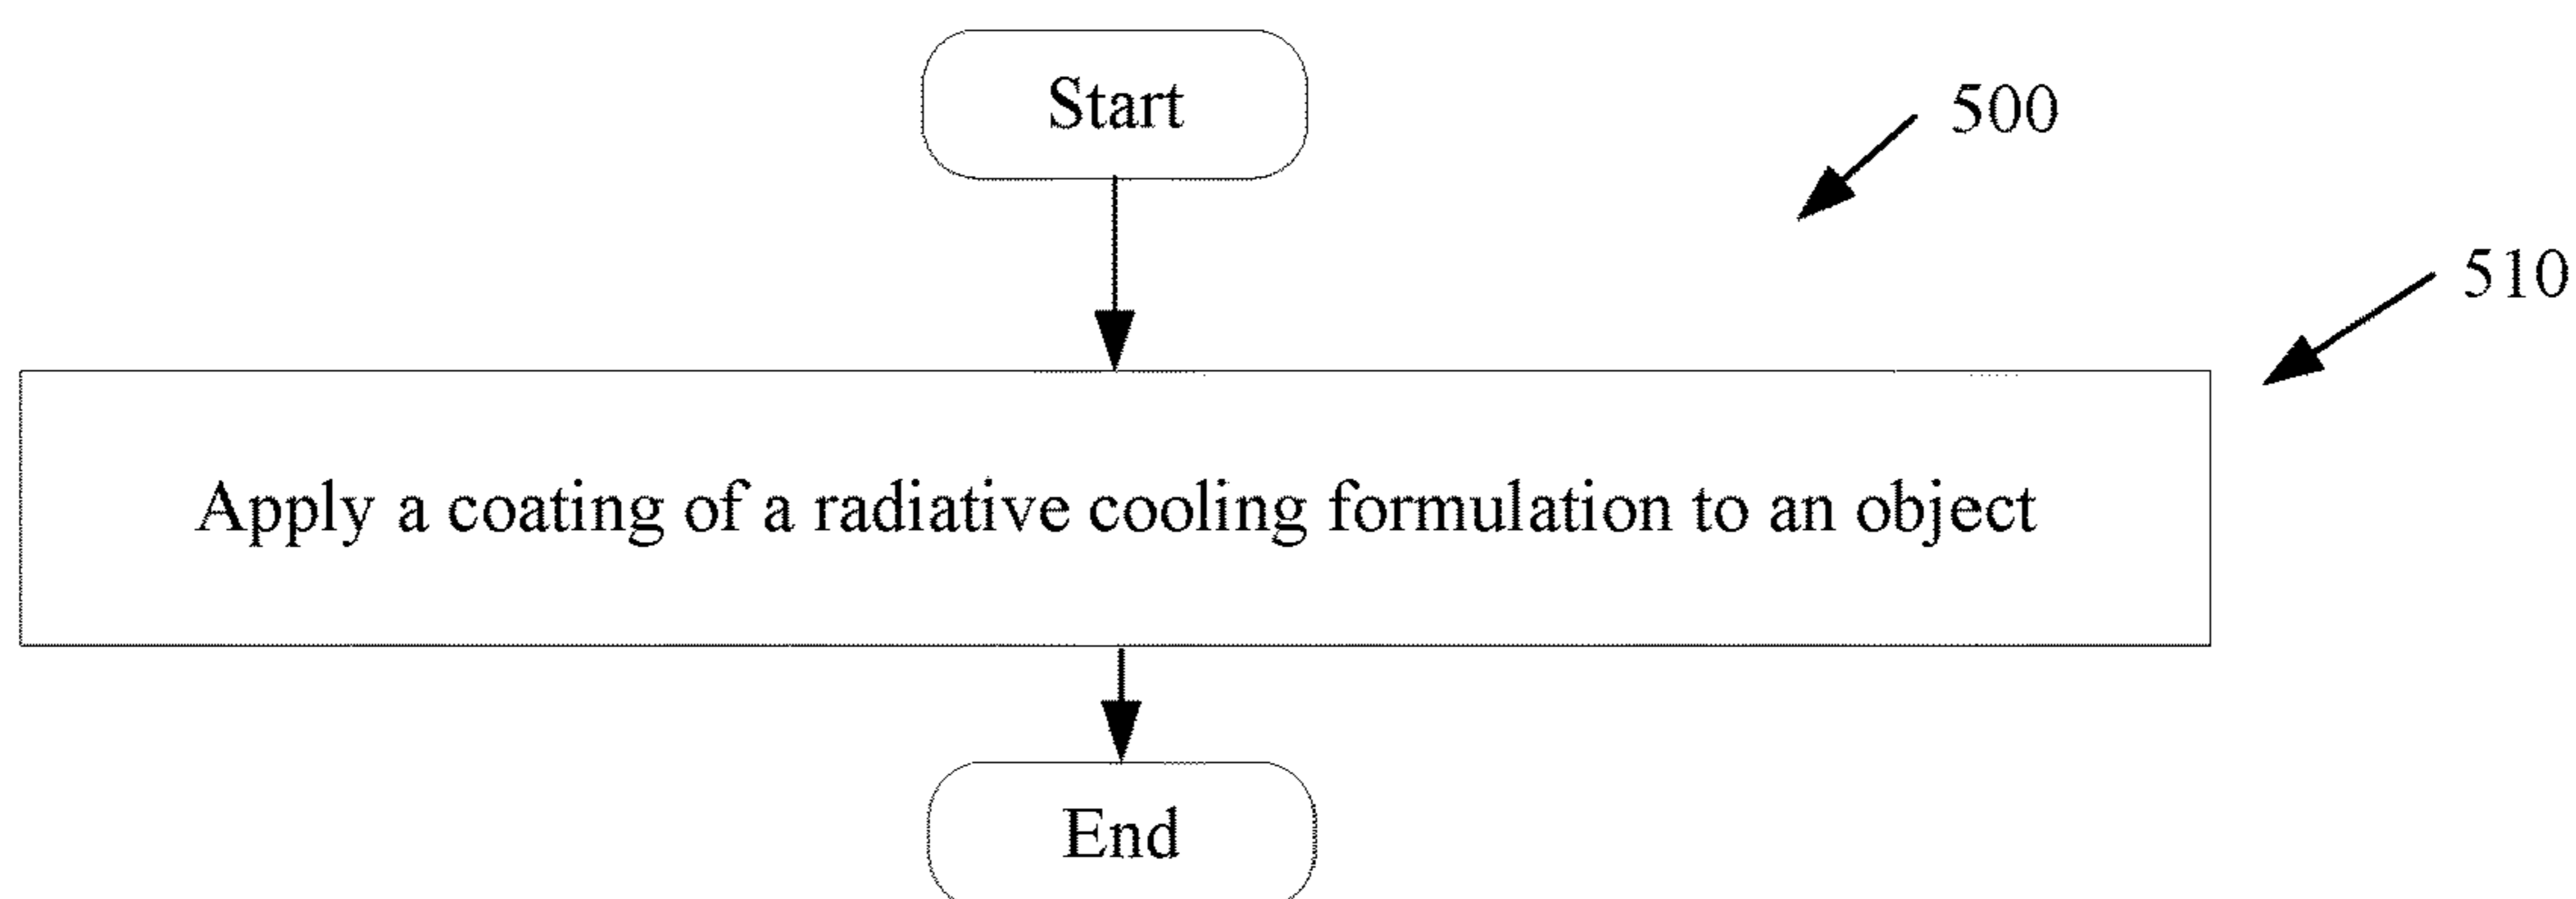 Start
500
510
Apply a coating of a radiative cooling formulation to an object
End